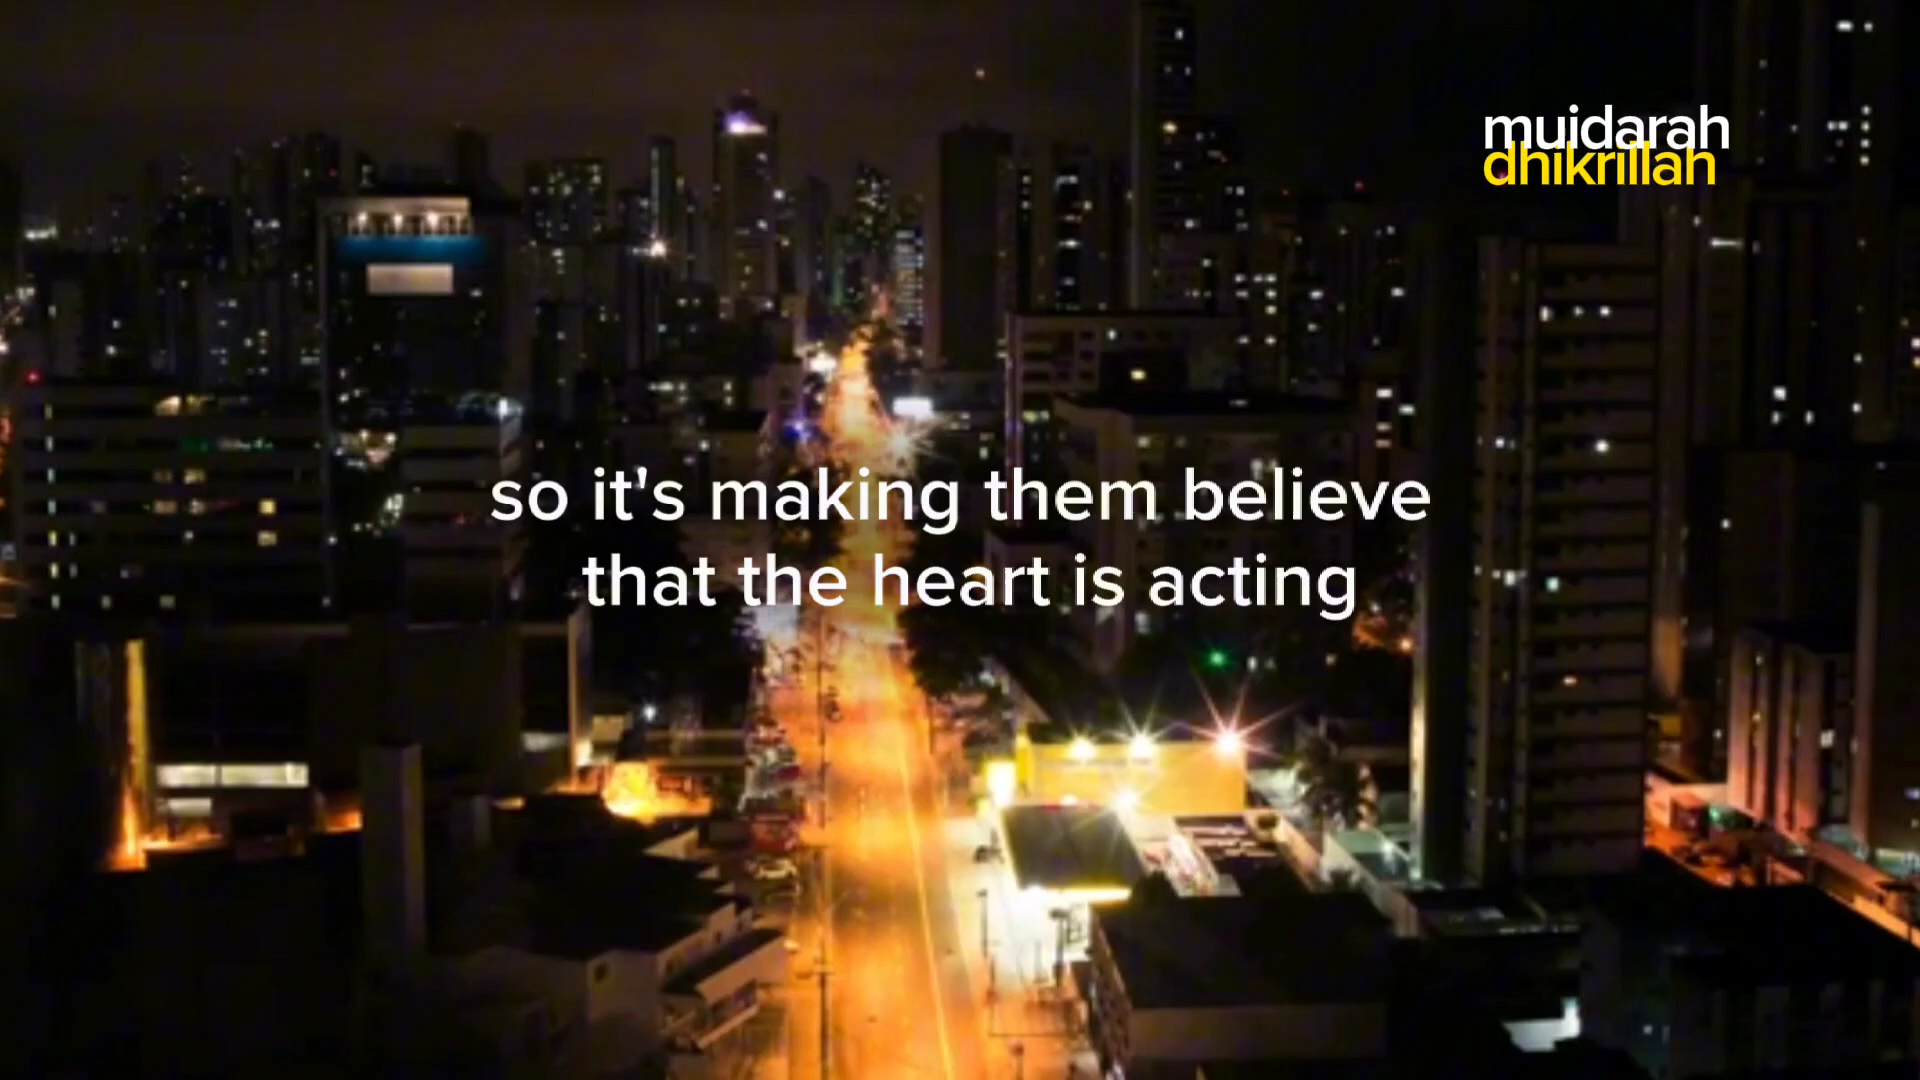 muidarah
dhikrillah
so it's making them believe
that the heart is acting